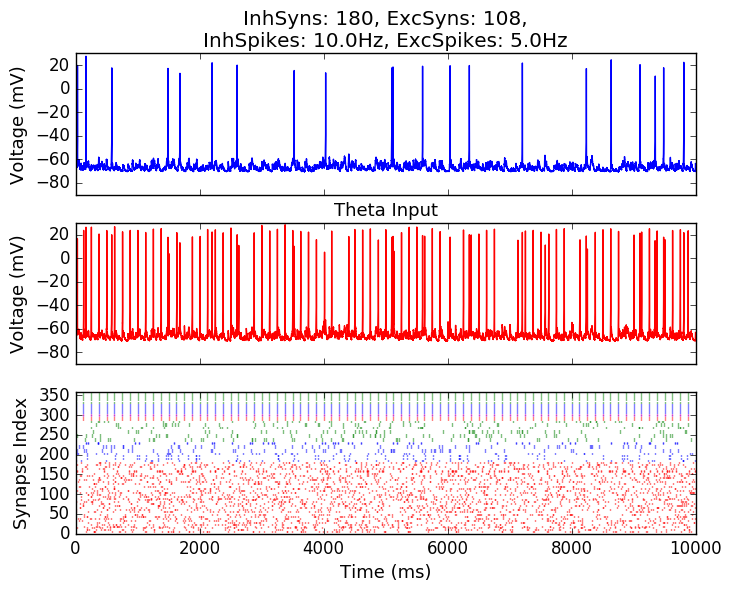 InhSyns: 180, ExcSyns: 108,
InhSpikes: 10.0Hz, ExcSpikes: 5.0Hz
Voltage (mV)
20
0
−20
−40
−60
−80
Theta Input
Voltage (mV)
20
0
−20
−40
−60
−80
Synapse Index
350
300
250
200
150
100
50
0
0 2000 4000 6000 8000 10000
Time (ms)